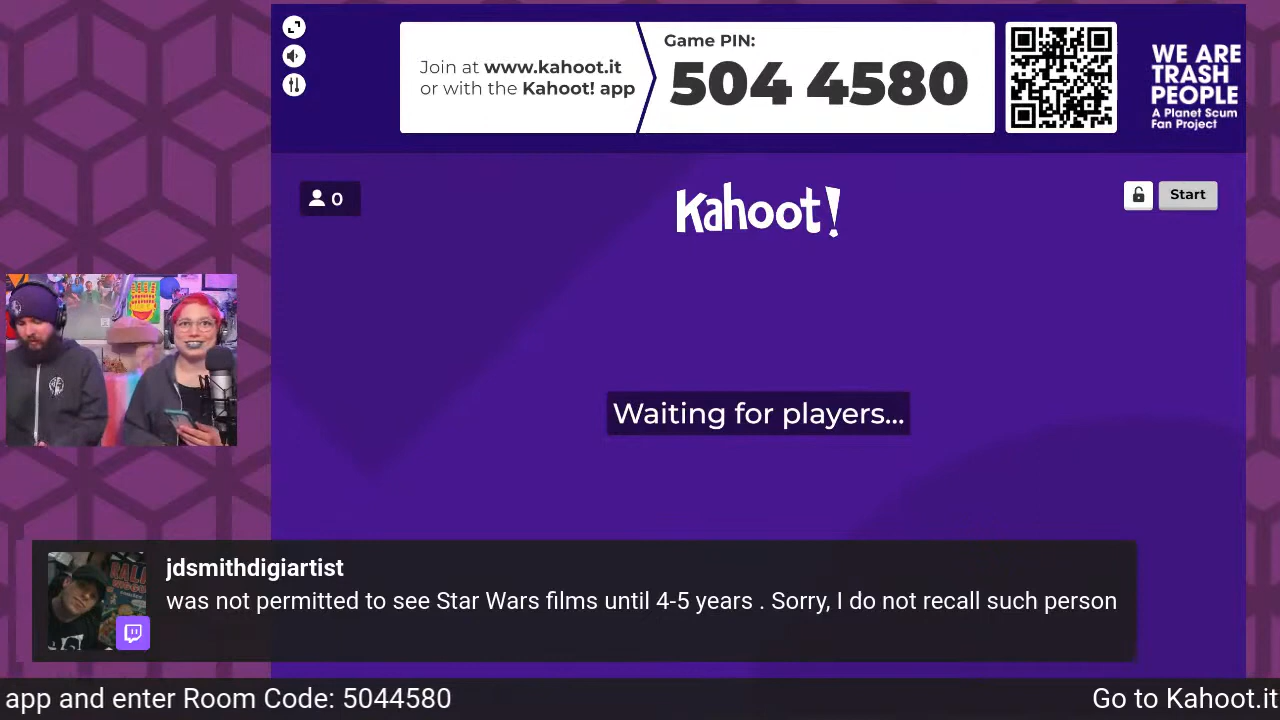 Join at www.kahoot.it
or with the Kahoot! app
Game PIN:
504 4580
WE ARE
TRASH
PEOPLE
A Planet Scum
Fan Project
0
Kahoot!
Start
Waiting for players...
jdsmithdigiartist
was not permitted to see Star Wars films until 4-5 years . Sorry, I do not recall such person
app and enter Room Code: 5044580
Go to Kahoot.it